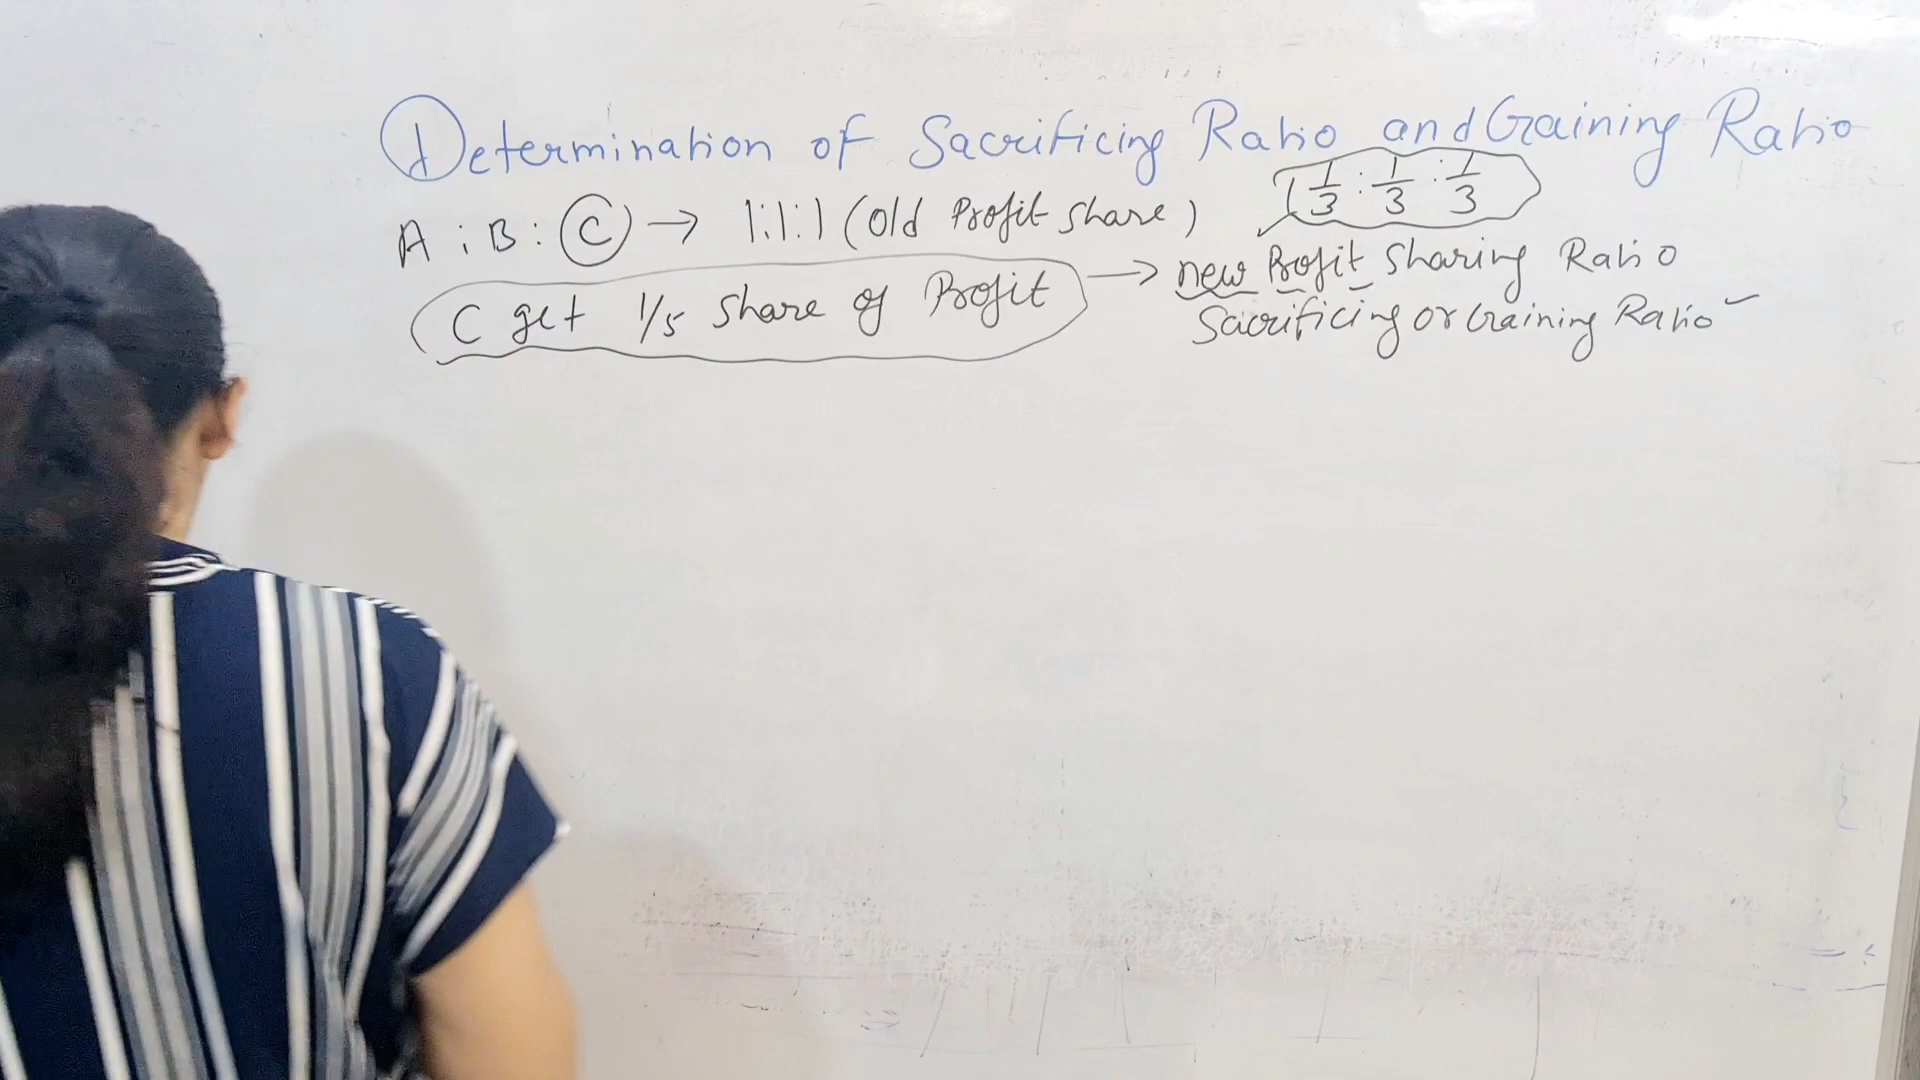 Determination of Sacrificing Ratio and Gaining Ratio
A : B : C → 1:1:1 (Old Profit Share) 1/3 : 1/3 : 1/3
C get 1/5 Share of Profit → new Profit Sharing Ratio
Sacrificing or Gaining Ratio